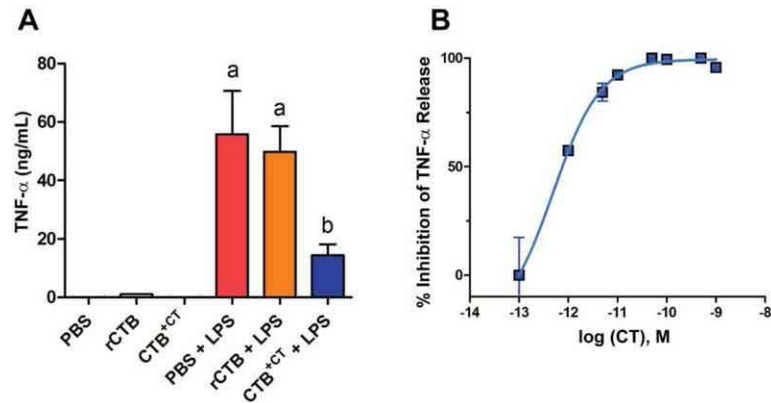 A
TNF-α (ng/mL)
80
60
40
20
0
a
a
b
PBS
rCTB
CTB+CT
PBS + LPS
rCTB + LPS
CTB+CT + LPS
B
% Inhibition of TNF-α Release
100
50
0
-14
-13
-12
-11
-10
-9
-8
log (CT), M